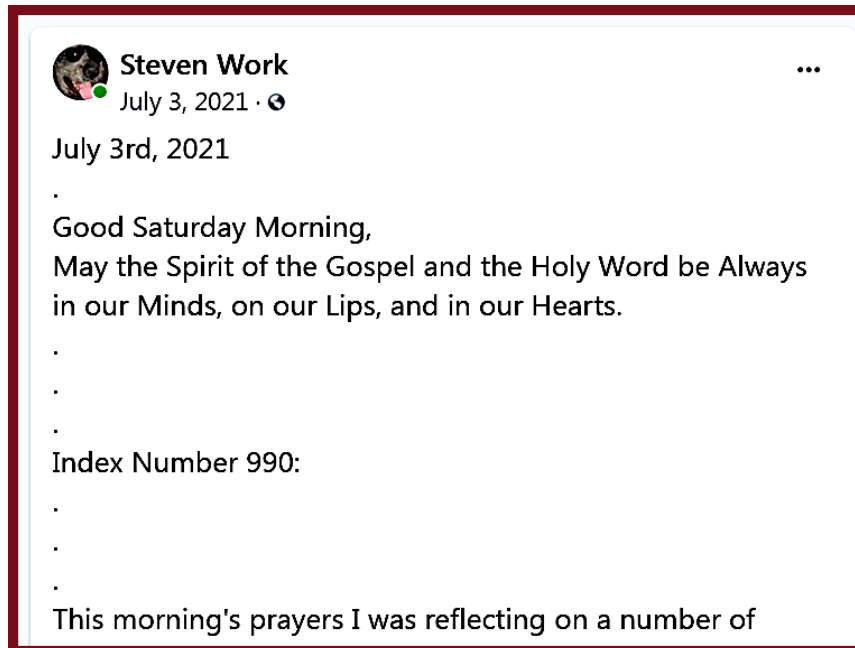 Steven Work
...
July 3, 2021 ·
July 3rd, 2021
.
Good Saturday Morning,
May the Spirit of the Gospel and the Holy Word be Always
in our Minds, on our Lips, and in our Hearts.
.
.
.
Index Number 990:
.
.
.
This morning's prayers I was reflecting on a number of